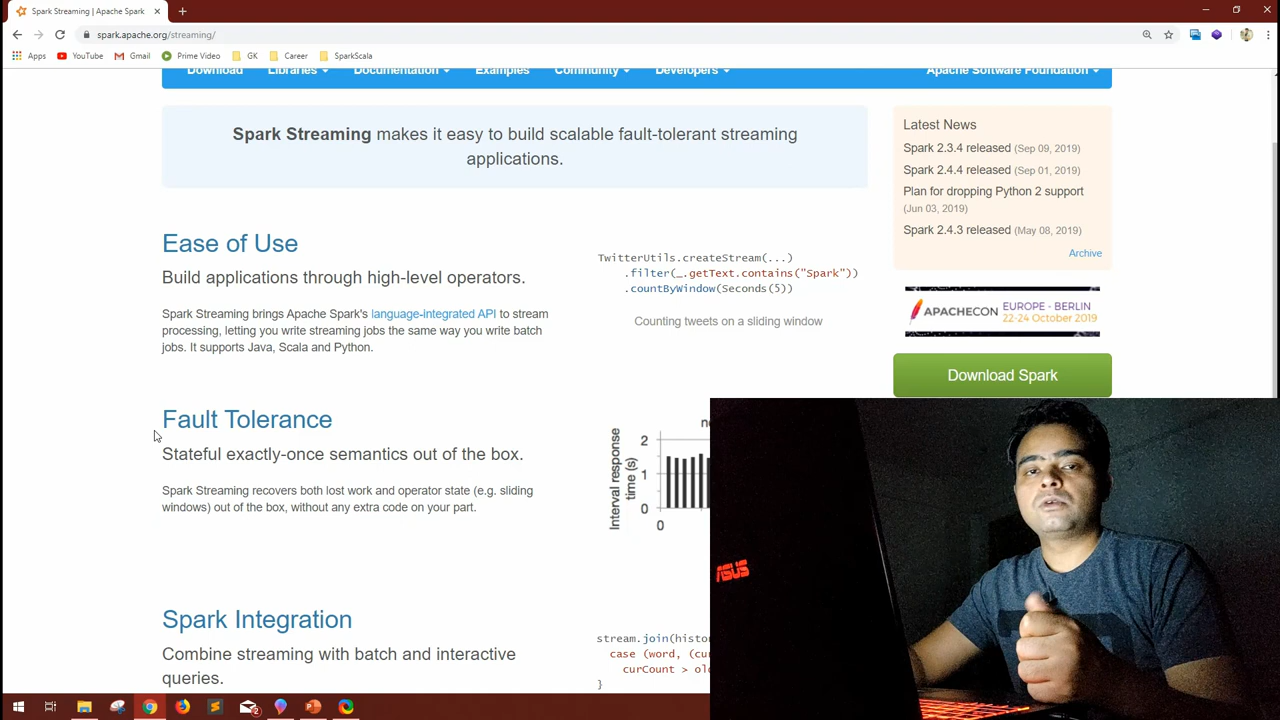 Spark Streaming | Apache Spark
spark.apache.org/streaming/
Apps YouTube Gmail Prime Video GK Career SparkScala
Download Libraries Documentation Examples Community Developers Apache Software Foundation
Spark Streaming makes it easy to build scalable fault-tolerant streaming
applications.
Latest News
Spark 2.3.4 released (Sep 09, 2019)
Spark 2.4.4 released (Sep 01, 2019)
Plan for dropping Python 2 support
(Jun 03, 2019)
Spark 2.4.3 released (May 08, 2019)
Archive
APACHECON EUROPE - BERLIN
22-24 October 2019
Download Spark
Ease of Use
Build applications through high-level operators.
Spark Streaming brings Apache Spark's language-integrated API to stream
processing, letting you write streaming jobs the same way you write batch
jobs. It supports Java, Scala and Python.
TwitterUtils.createStream(...)
.filter(_.getText.contains("Spark"))
.countByWindow(Seconds(5))
Counting tweets on a sliding window
Fault Tolerance
Stateful exactly-once semantics out of the box.
Spark Streaming recovers both lost work and operator state (e.g. sliding
windows) out of the box, without any extra code on your part.
Interval response
time (s)
2
1
0
0
Spark Integration
Combine streaming with batch and interactive
queries.
stream.join(histo
case (word, (cur
curCount > ol
}
ASUS
2